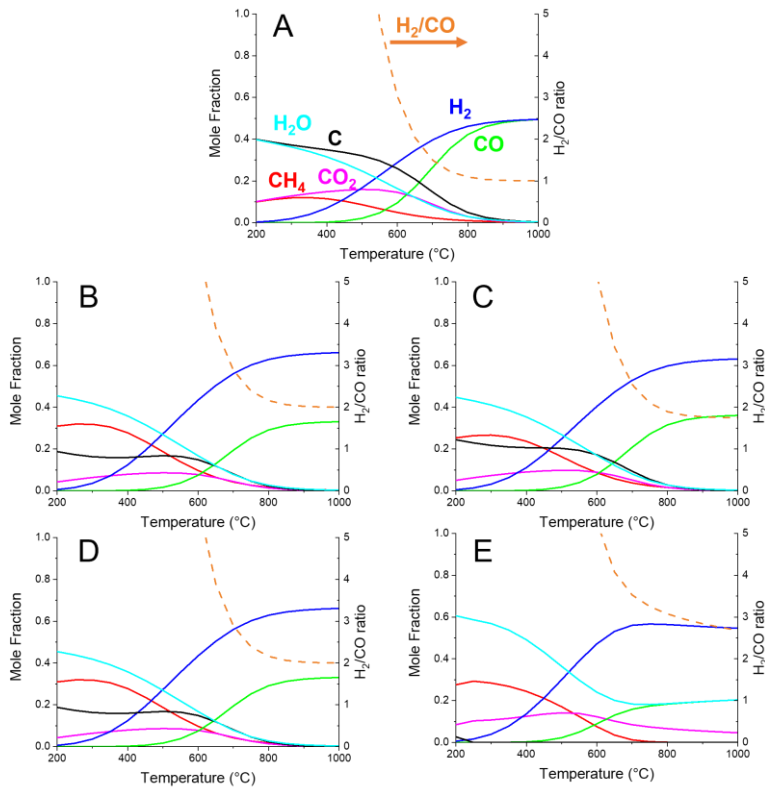 A
H₂/CO
H₂
H₂O
C
CO
CH₄
CO₂
Mole Fraction
1.0
0.8
0.6
0.4
0.2
0.0
5
4
3
2
1
0
H₂/CO ratio
200 400 600 800 1000
Temperature (°C)
B
Mole Fraction
1.0
0.8
0.6
0.4
0.2
0.0
5
4
3
2
1
0
H₂/CO ratio
200 400 600 800 1000
Temperature (°C)
C
Mole Fraction
1.0
0.8
0.6
0.4
0.2
0.0
5
4
3
2
1
0
H₂/CO ratio
200 400 600 800 1000
Temperature (°C)
D
Mole Fraction
1.0
0.8
0.6
0.4
0.2
0.0
5
4
3
2
1
0
H₂/CO ratio
200 400 600 800 1000
Temperature (°C)
E
Mole Fraction
1.0
0.8
0.6
0.4
0.2
0.0
5
4
3
2
1
0
H₂/CO ratio
200 400 600 800 1000
Temperature (°C)